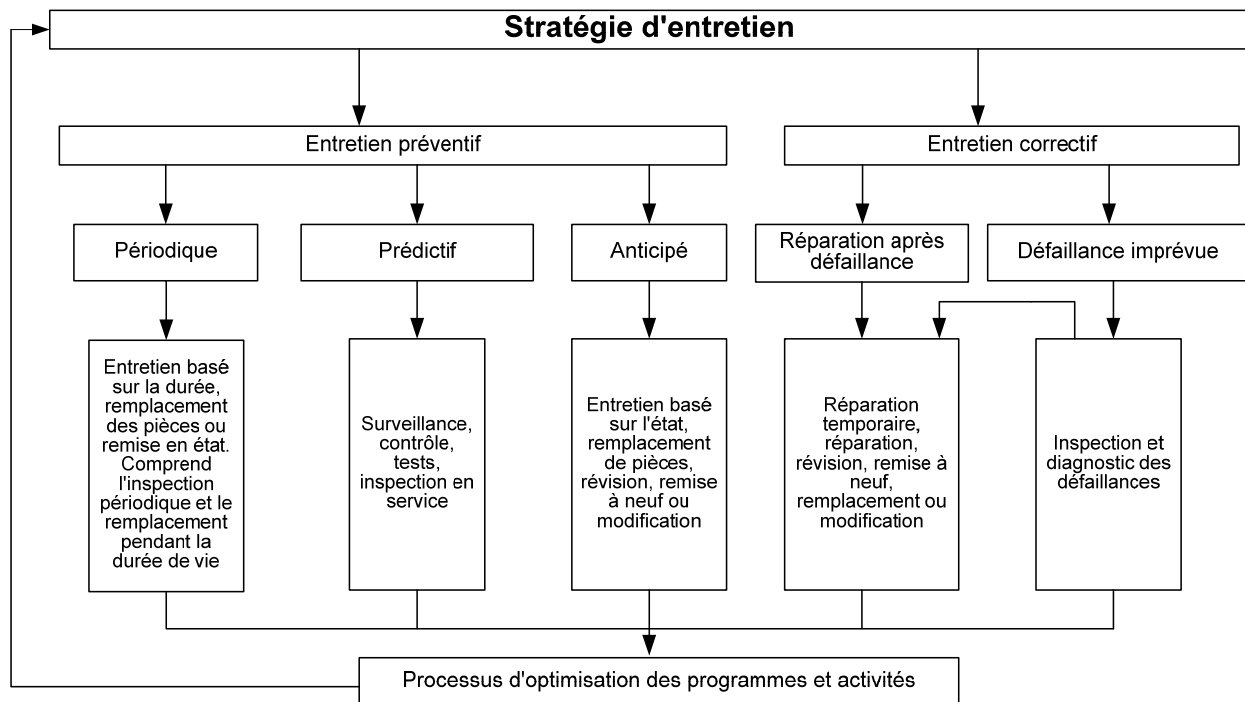 Stratégie d'entretien
Entretien préventif
Entretien correctif
Périodique
Prédictif
Anticipé
Réparation après
défaillance
Défaillance imprévue
Entretien basé
sur la durée,
remplacement
des pièces ou
remise en état.
Comprend
l'inspection
périodique et le
remplacement
pendant la
durée de vie
Surveillance,
contrôle,
tests,
inspection en
service
Entretien basé
sur l'état,
remplacement
de pièces,
révision, remise
à neuf ou
modification
Réparation
temporaire,
réparation,
révision, remise à
neuf,
remplacement ou
modification
Inspection et
diagnostic des
défaillances
Processus d'optimisation des programmes et activités